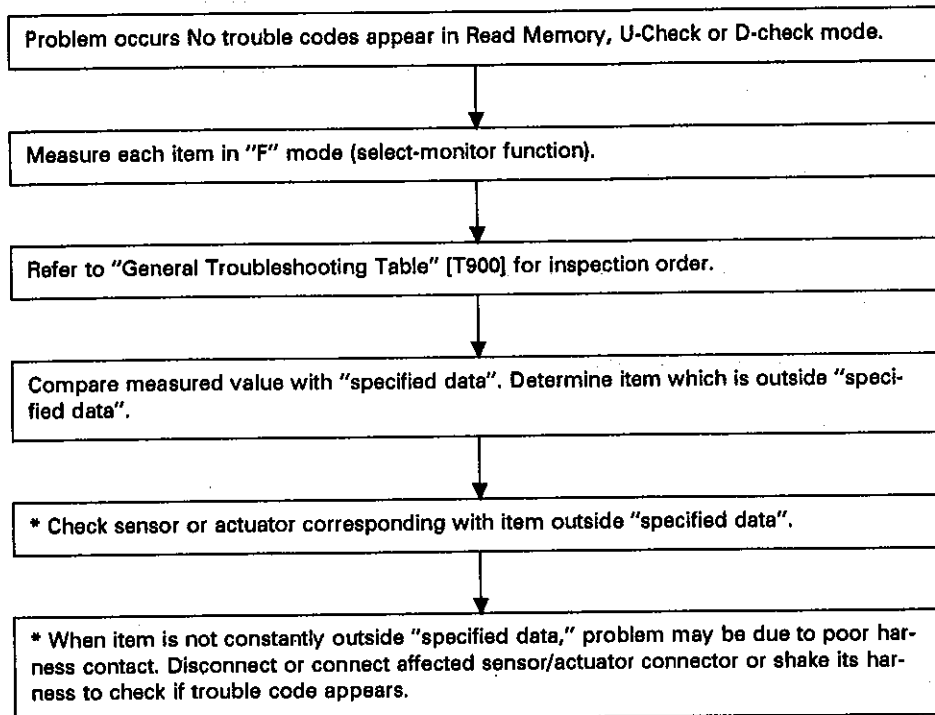 Problem occurs No trouble codes appear in Read Memory, U-Check or D-check mode.
Measure each item in "F" mode (select-monitor function).
Refer to "General Troubleshooting Table" [T900] for inspection order.
Compare measured value with "specified data". Determine item which is outside "speci-
fied data".
* Check sensor or actuator corresponding with item outside "specified data".
* When item is not constantly outside "specified data," problem may be due to poor har-
ness contact. Disconnect or connect affected sensor/actuator connector or shake its har-
ness to check if trouble code appears.